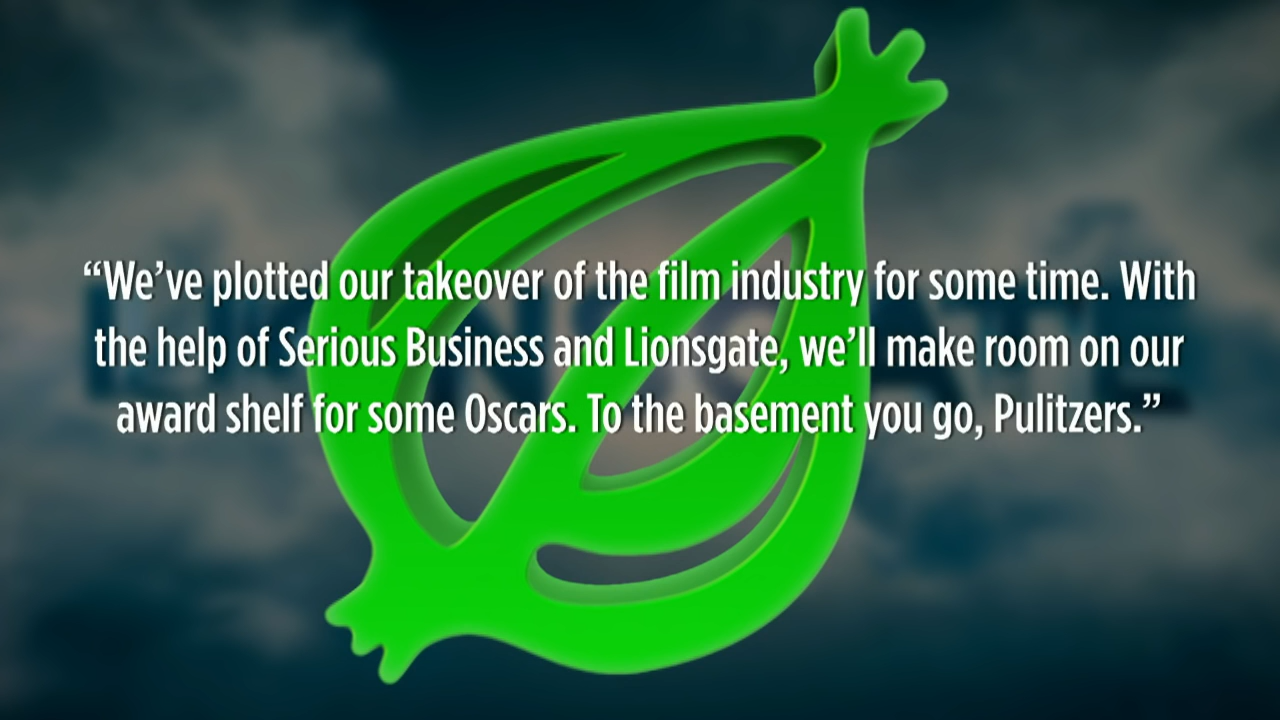 “We’ve plotted our takeover of the film industry for some time. With
the help of Serious Business and Lionsgate, we’ll make room on our
award shelf for some Oscars. To the basement you go, Pulitzers.”